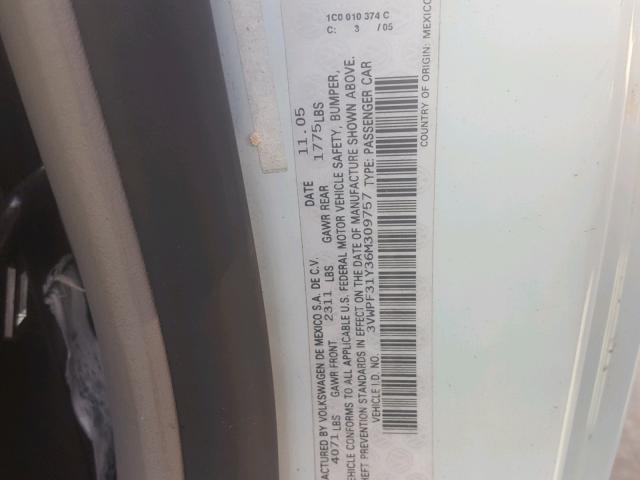 1C0 010 374 C
C: 3 /05
ACTURED BY VOLKSWAGEN DE MEXICO S.A. DE C.V. DATE 11.05
4071 LBS GAWR FRONT 2311 LBS GAWR REAR 1775 LBS
EHICLE CONFORMS TO ALL APPLICABLE U.S. FEDERAL MOTOR VEHICLE SAFETY, BUMPER,
HEFT PREVENTION STANDARDS IN EFFECT ON THE DATE OF MANUFACTURE SHOWN ABOVE.
VEHICLE I.D. NO. 3VWPF31Y36M309757 TYPE: PASSENGER CAR
COUNTRY OF ORIGIN: MEXICO